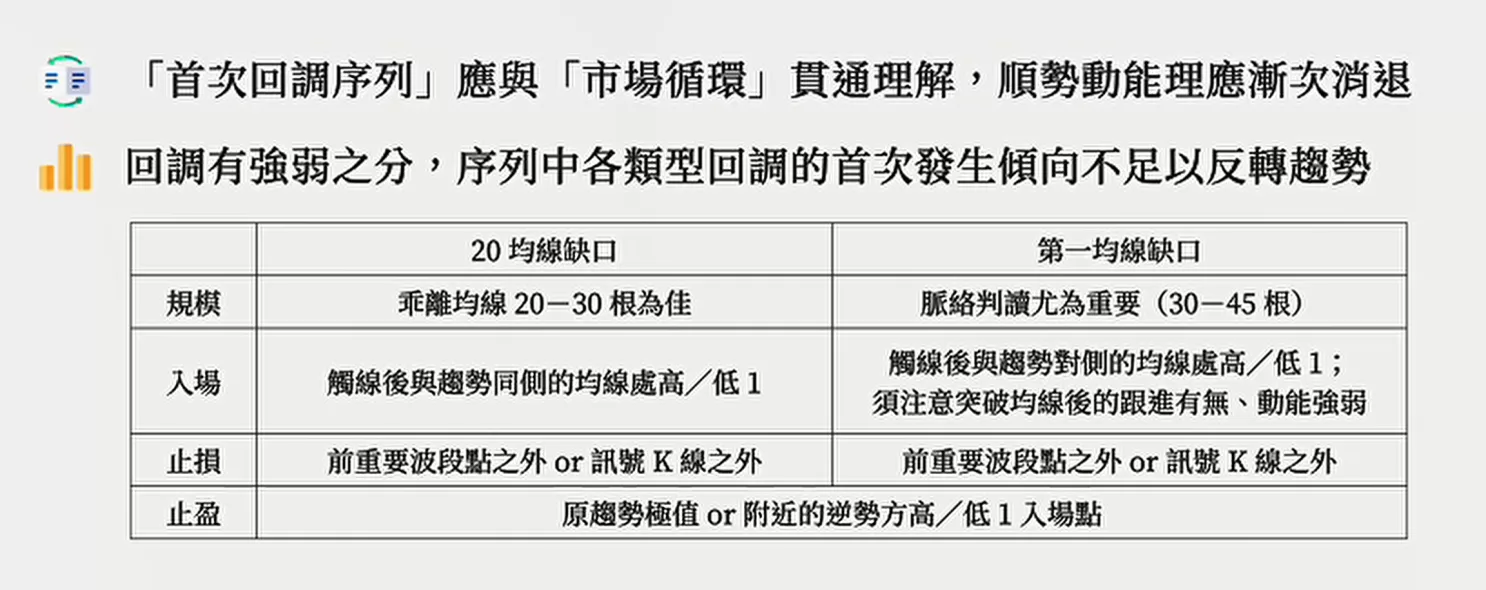 「首次回調序列」應與「市場循環」貫通理解，順勢動能理應漸次消退
回調有強弱之分，序列中各類型回調的首次發生傾向不足以反轉趨勢
20 均線缺口
第一均線缺口
規模
乖離均線 20－30 根為佳
脈絡判讀尤為重要（30－45 根）
入場
觸線後與趨勢同側的均線處高／低 1
觸線後與趨勢對側的均線處高／低 1；
須注意突破均線後的跟進有無、動能強弱
止損
前重要波段點之外 or 訊號 K 線之外
前重要波段點之外 or 訊號 K 線之外
止盈
原趨勢極值 or 附近的逆勢方高／低 1 入場點